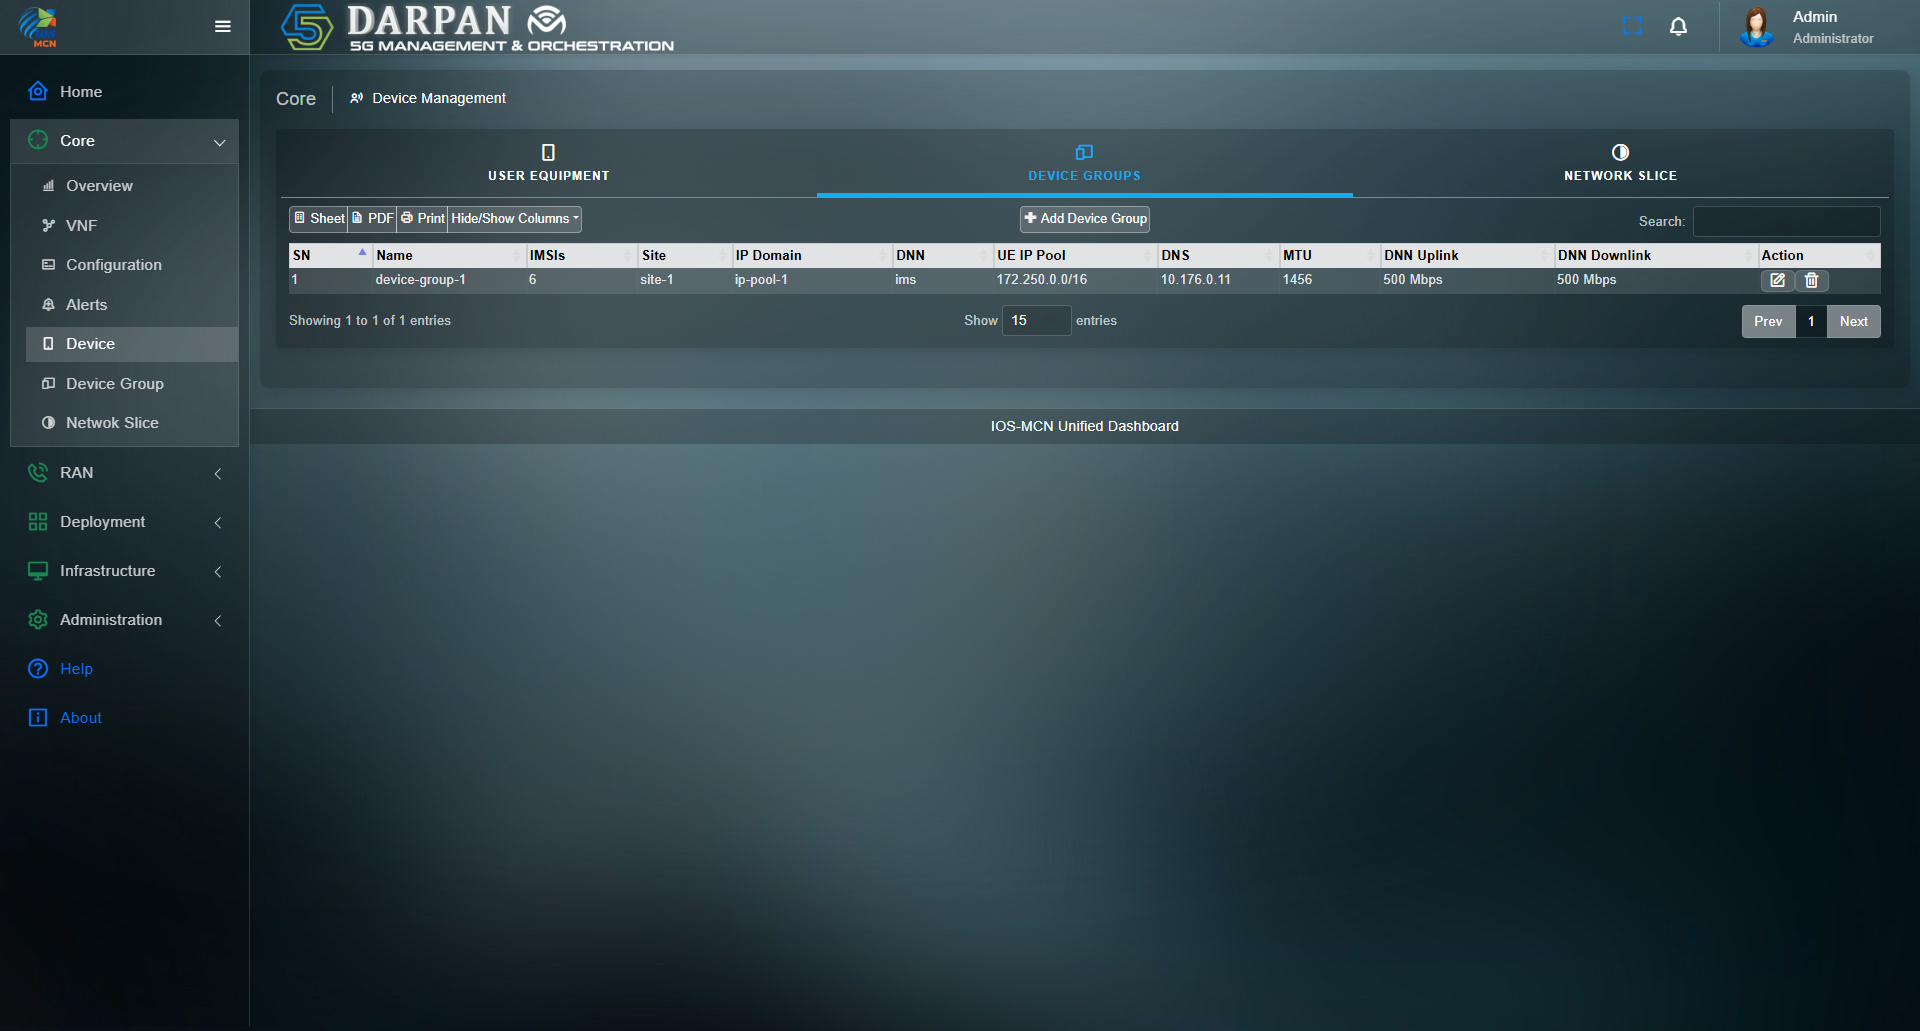 IOS
MCN
DARPAN
5G MANAGEMENT & ORCHESTRATION
Admin
Administrator
Home
Core
Overview
VNF
Configuration
Alerts
Device
Device Group
Netwok Slice
RAN
Deployment
Infrastructure
Administration
Help
About
Core
Device Management
USER EQUIPMENT
DEVICE GROUPS
NETWORK SLICE
Sheet PDF Print Hide/Show Columns
Add Device Group
Search:
SN Name IMSIs Site IP Domain DNN UE IP Pool DNS MTU DNN Uplink DNN Downlink Action
1 device-group-1 6 site-1 ip-pool-1 ims 172.250.0.0/16 10.176.0.11 1456 500 Mbps 500 Mbps
Showing 1 to 1 of 1 entries
Show 15 entries
Prev 1 Next
IOS-MCN Unified Dashboard